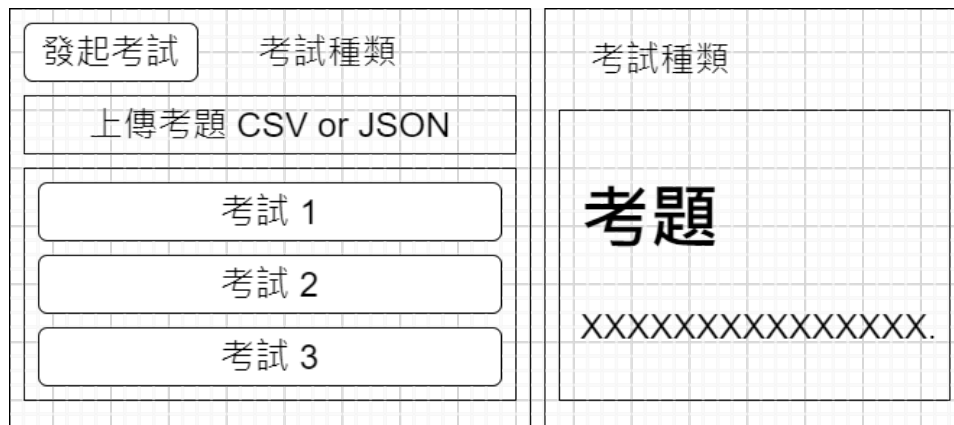 發起考試 考試種類
上傳考題 CSV or JSON
考試 1
考試 2
考試 3
考試種類
考題
XXXXXXXXXXXXXXX.